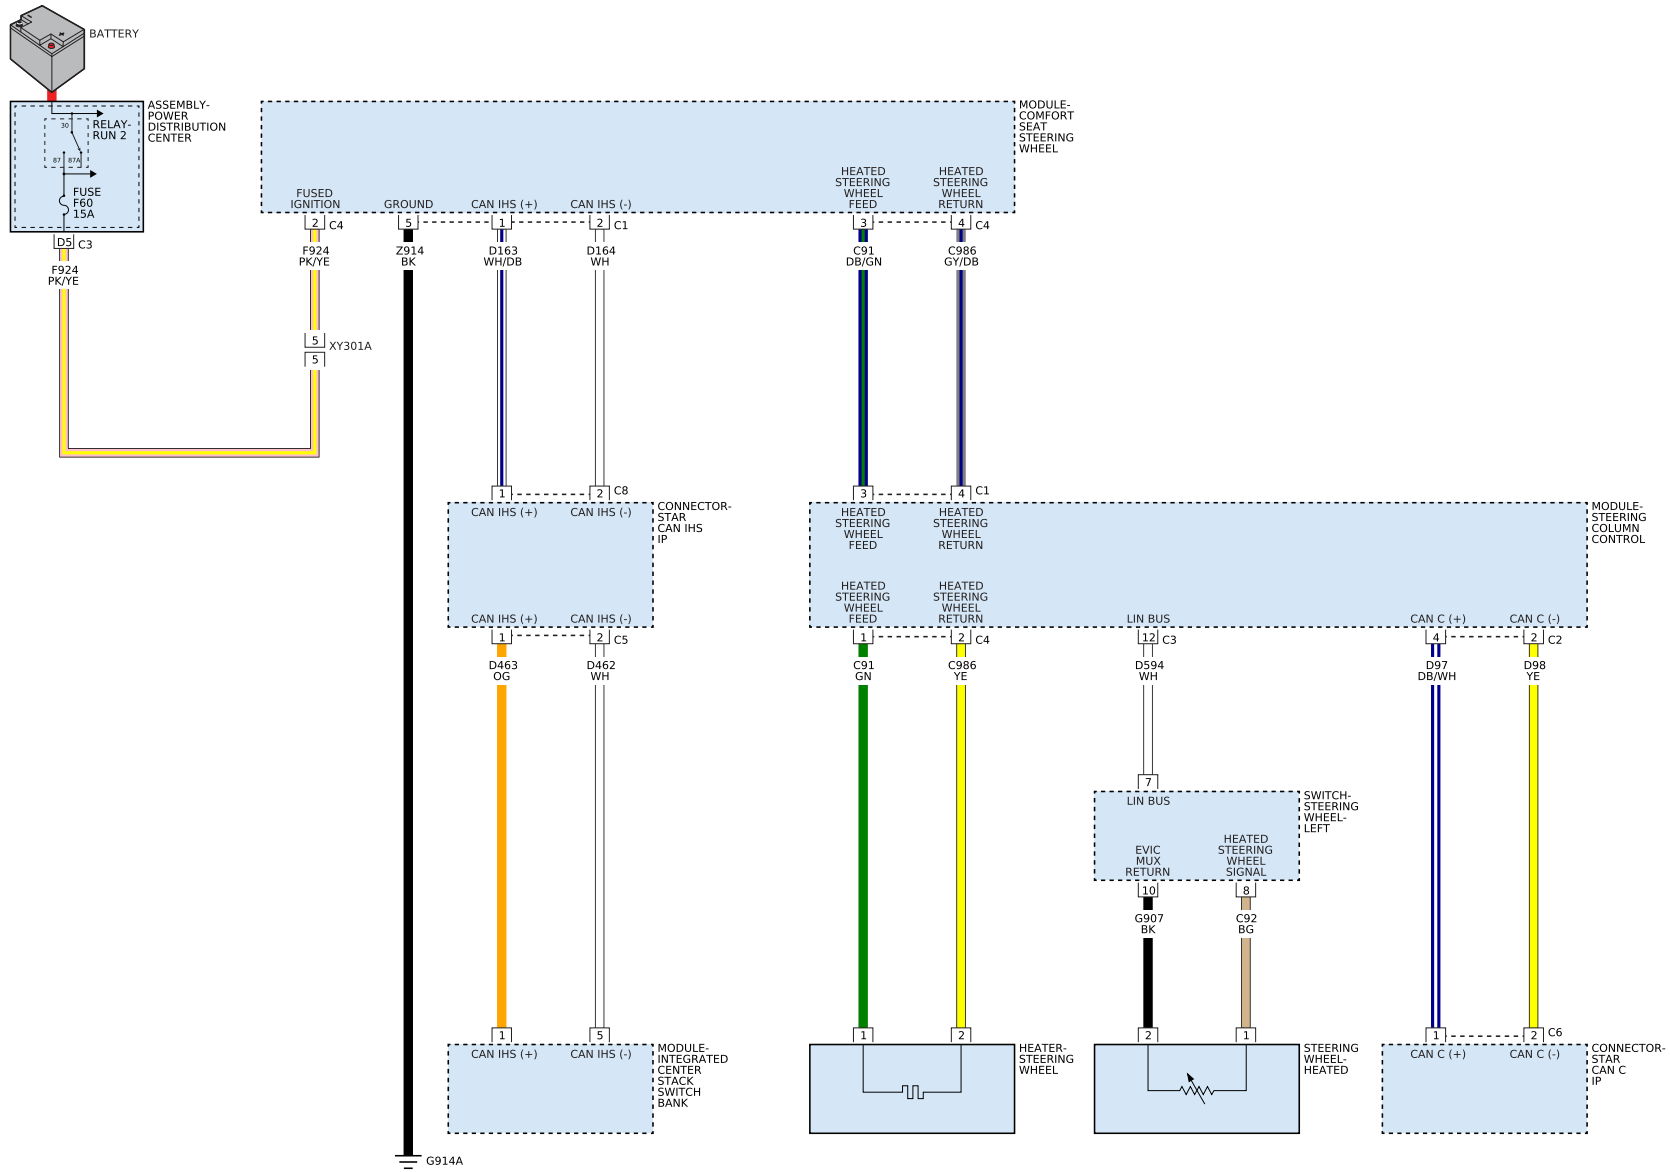 BATTERY
ASSEMBLY-
POWER
DISTRIBUTION
CENTER
30
RELAY-
RUN 2
87
87A
FUSE
F60
15A
D5
C3
F924
PK/YE
MODULE-
COMFORT
SEAT
STEERING
WHEEL
FUSED
IGNITION
GROUND
CAN IHS (+)
CAN IHS (-)
HEATED
STEERING
WHEEL
FEED
HEATED
STEERING
WHEEL
RETURN
2
C4
5
1
2
C1
3
4
C4
F924
PK/YE
Z914
BK
D163
WH/DB
D164
WH
C91
DB/GN
C986
GY/DB
5
5
XY301A
1
2
C8
3
4
C1
CAN IHS (+)
CAN IHS (-)
CONNECTOR-
STAR
CAN IHS
IP
CAN IHS (+)
CAN IHS (-)
HEATED
STEERING
WHEEL
FEED
HEATED
STEERING
WHEEL
RETURN
MODULE-
STEERING
COLUMN
CONTROL
HEATED
STEERING
WHEEL
FEED
HEATED
STEERING
WHEEL
RETURN
LIN BUS
CAN C (+)
CAN C (-)
1
2
C5
1
2
C4
12
C3
4
2
C2
D463
OG
D462
WH
C91
GN
C986
YE
D594
WH
D97
DB/WH
D98
YE
7
LIN BUS
SWITCH-
STEERING
WHEEL-
LEFT
EVIC
MUX
RETURN
HEATED
STEERING
WHEEL
SIGNAL
10
8
G907
BK
C92
BG
1
5
1
2
2
1
1
2
C6
CAN IHS (+)
CAN IHS (-)
MODULE-
INTEGRATED
CENTER
STACK
SWITCH
BANK
HEATER-
STEERING
WHEEL
STEERING
WHEEL-
HEATED
CAN C (+)
CAN C (-)
CONNECTOR-
STAR
CAN C
IP
G914A